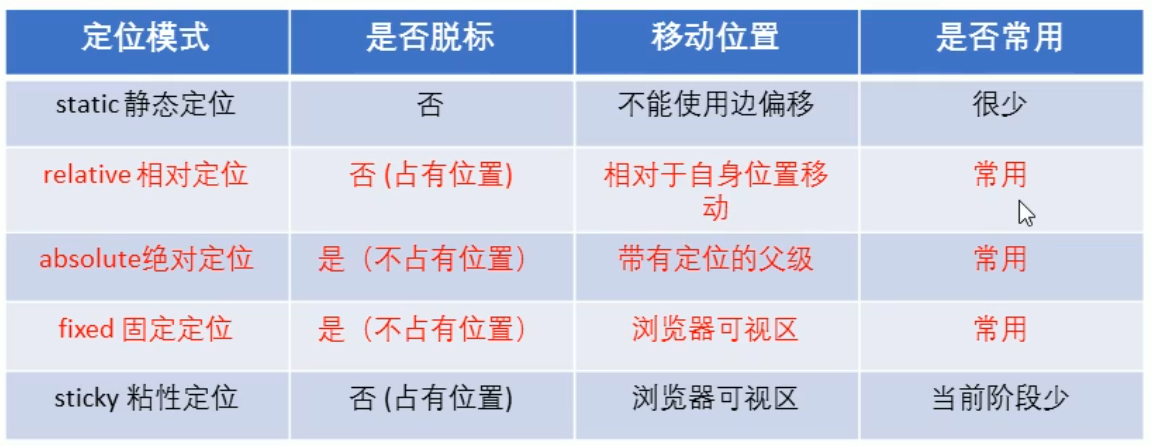 定位模式 是否脱标 移动位置 是否常用
static 静态定位 否 不能使用边偏移 很少
relative 相对定位 否 (占有位置) 相对于自身位置移 常用
动
absolute绝对定位 是（不占有位置） 带有定位的父级 常用
fixed 固定定位 是（不占有位置） 浏览器可视区 常用
sticky 粘性定位 否 (占有位置) 浏览器可视区 当前阶段少